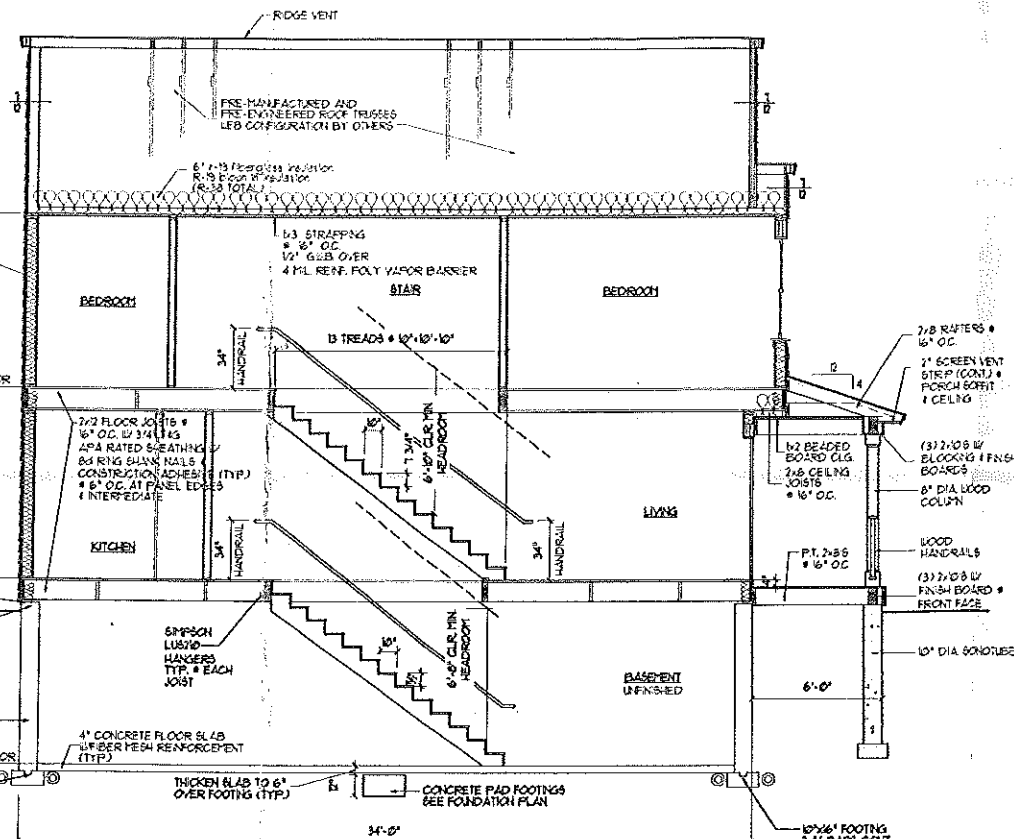 RIDGE VENT
PRE-MANUFACTURED AND
PRE-ENGINEERED ROOF TRUSSES
WEB CONFIGURATION BY OTHERS
6" r-19 fiberglass insulation
R-19 blown in insulation
(R-38 TOTAL)
1x3 STRAPPING
@ 16" O.C.
1/2" G.W.B. OVER
4 MIL. REINF. POLY VAPOR BARRIER
BEDROOM
STAIR
BEDROOM
13 TREADS @ 10"=10'-10"
34"
HANDRAIL
12
4
2x8 RAFTERS @
16" O.C.
2" SCREEN VENT
STRIP (CONT.) @
PORCH SOFFIT
& CEILING
2x12 FLOOR JOISTS @
16" O.C. W/ 3/4" T&G
APA RATED SHEATHING W/
8d RING SHANK NAILS &
CONSTRUCTION ADHESIVE (TYP.)
@ 6" O.C. AT PANEL EDGES
& INTERMEDIATE
10"
7 3/4"
6'-10" CLR. MIN.
HEADROOM
1x2 BEADED
BOARD CLG.
2x6 CEILING
JOISTS
@ 16" O.C.
(3) 2x10'S W/
BLOCKING & FINISH
BOARDS
8" DIA. WOOD
COLUMN
KITCHEN
34"
HANDRAIL
LIVING
34"
HANDRAIL
WOOD
HANDRAILS
P.T. 2x8'S
@ 16" O.C.
(3) 2x10'S W/
FINISH BOARD @
FRONT FACE
SIMPSON
LUS210
HANGERS
TYP. @ EACH
JOIST
10"
6'-8" CLR. MIN.
HEADROOM
BASEMENT
UNFINISHED
6'-0"
10" DIA. SONOTUBE
4" CONCRETE FLOOR SLAB
W/FIBER MESH REINFORCEMENT
(TYP.)
THICKEN SLAB TO 6"
OVER FOOTING (TYP.)
12"
CONCRETE PAD FOOTINGS
SEE FOUNDATION PLAN
34'-0"
10"x16" FOOTING